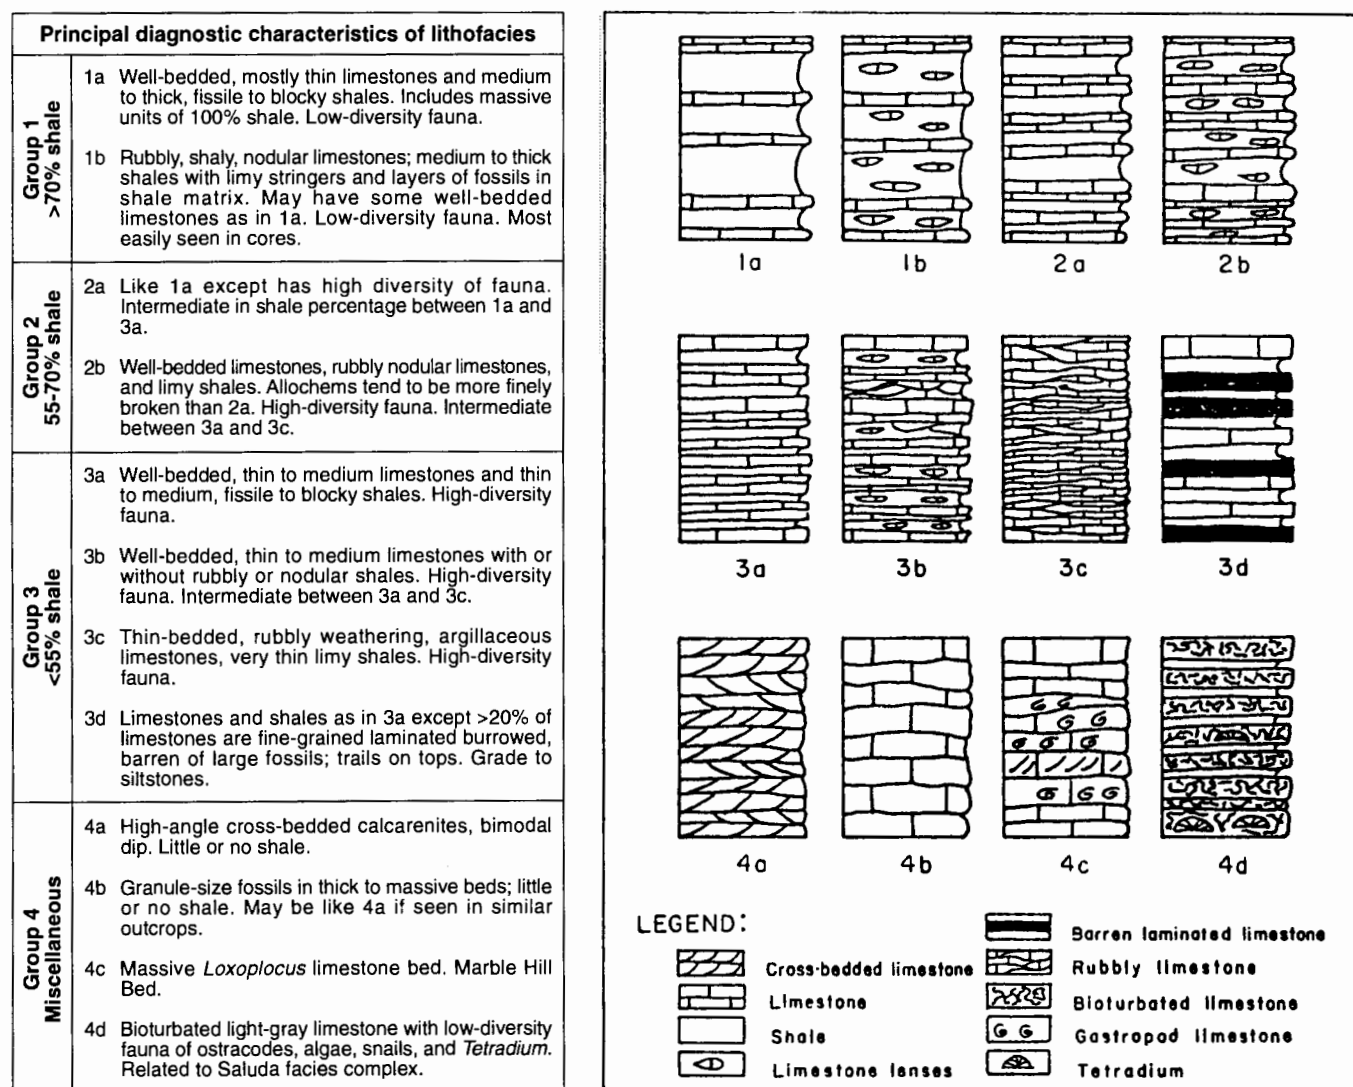 Principal diagnostic characteristics of lithofacies
Group 1
>70% shale
1a Well-bedded, mostly thin limestones and medium
to thick, fissile to blocky shales. Includes massive
units of 100% shale. Low-diversity fauna.
1b Rubbly, shaly, nodular limestones; medium to thick
shales with limy stringers and layers of fossils in
shale matrix. May have some well-bedded
limestones as in 1a. Low-diversity fauna. Most
easily seen in cores.
Group 2
55-70% shale
2a Like 1a except has high diversity of fauna.
Intermediate in shale percentage between 1a and
3a.
2b Well-bedded limestones, rubbly nodular limestones,
and limy shales. Allochems tend to be more finely
broken than 2a. High-diversity fauna. Intermediate
between 3a and 3c.
Group 3
<55% shale
3a Well-bedded, thin to medium limestones and thin
to medium, fissile to blocky shales. High-diversity
fauna.
3b Well-bedded, thin to medium limestones with or
without rubbly or nodular shales. High-diversity
fauna. Intermediate between 3a and 3c.
3c Thin-bedded, rubbly weathering, argillaceous
limestones, very thin limy shales. High-diversity
fauna.
3d Limestones and shales as in 3a except >20% of
limestones are fine-grained laminated burrowed,
barren of large fossils; trails on tops. Grade to
siltstones.
Group 4
Miscellaneous
4a High-angle cross-bedded calcarenites, bimodal
dip. Little or no shale.
4b Granule-size fossils in thick to massive beds; little
or no shale. May be like 4a if seen in similar
outcrops.
4c Massive Loxoplocus limestone bed. Marble Hill
Bed.
4d Bioturbated light-gray limestone with low-diversity
fauna of ostracodes, algae, snails, and Tetradium.
Related to Saluda facies complex.
1a 1b 2a 2b
3a 3b 3c 3d
4a 4b 4c 4d
LEGEND:
Cross-bedded limestone
Limestone
Shale
Limestone lenses
Barren laminated limestone
Rubbly limestone
Bioturbated limestone
Gastropod limestone
Tetradium